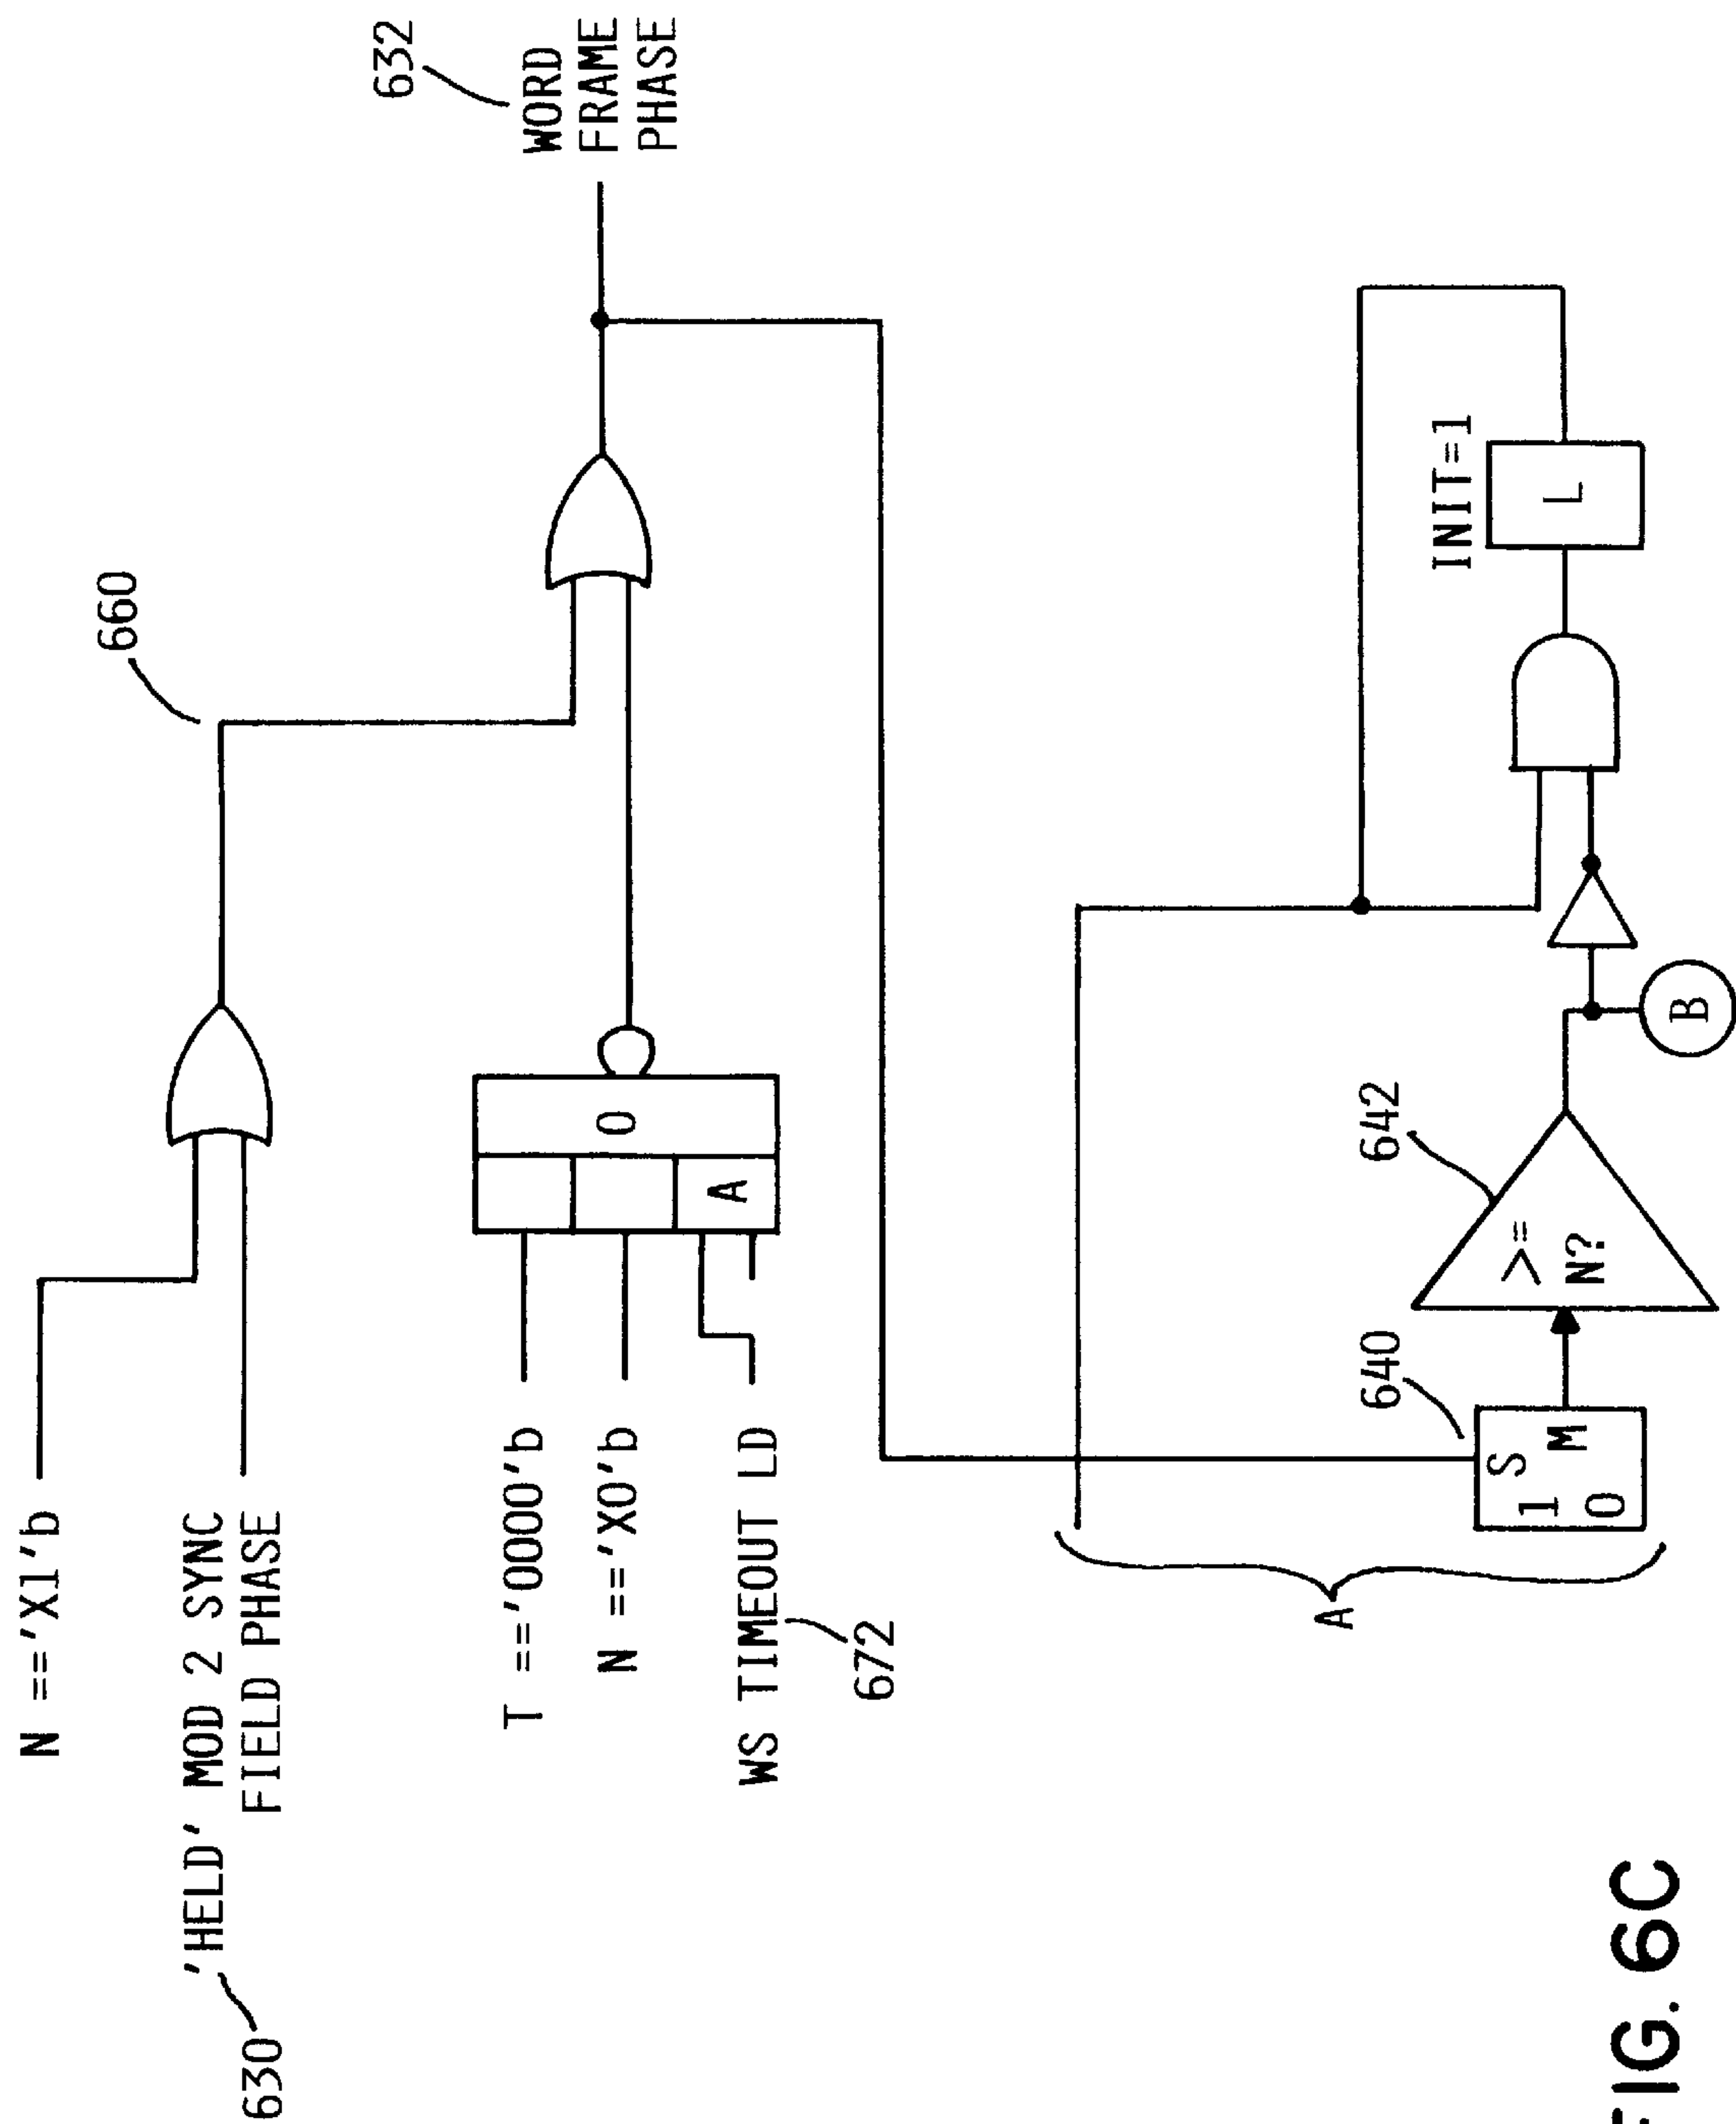 N =='X1'b
'HELD' MOD 2 SYNC
FIELD PHASE
630
660
632
WORD
FRAME
PHASE
T =='0000'b
N =='X0'b
WS TIMEOUT LD
672
A
O
A
640
S
1
M
0
642
>=
N?
B
INIT=1
L
FIG. 6C